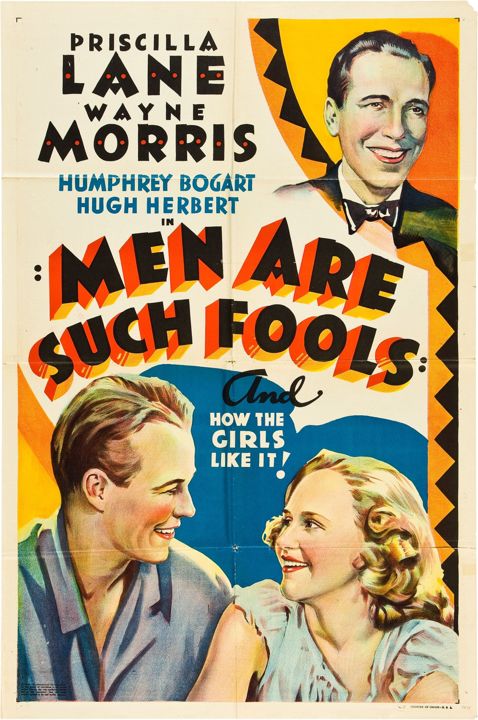 PRISCILLA
LANE
WAYNE
MORRIS
HUMPHREY BOGART
HUGH HERBERT
IN
:MEN ARE
SUCH FOOLS:
And
HOW THE
GIRLS
LIKE IT!